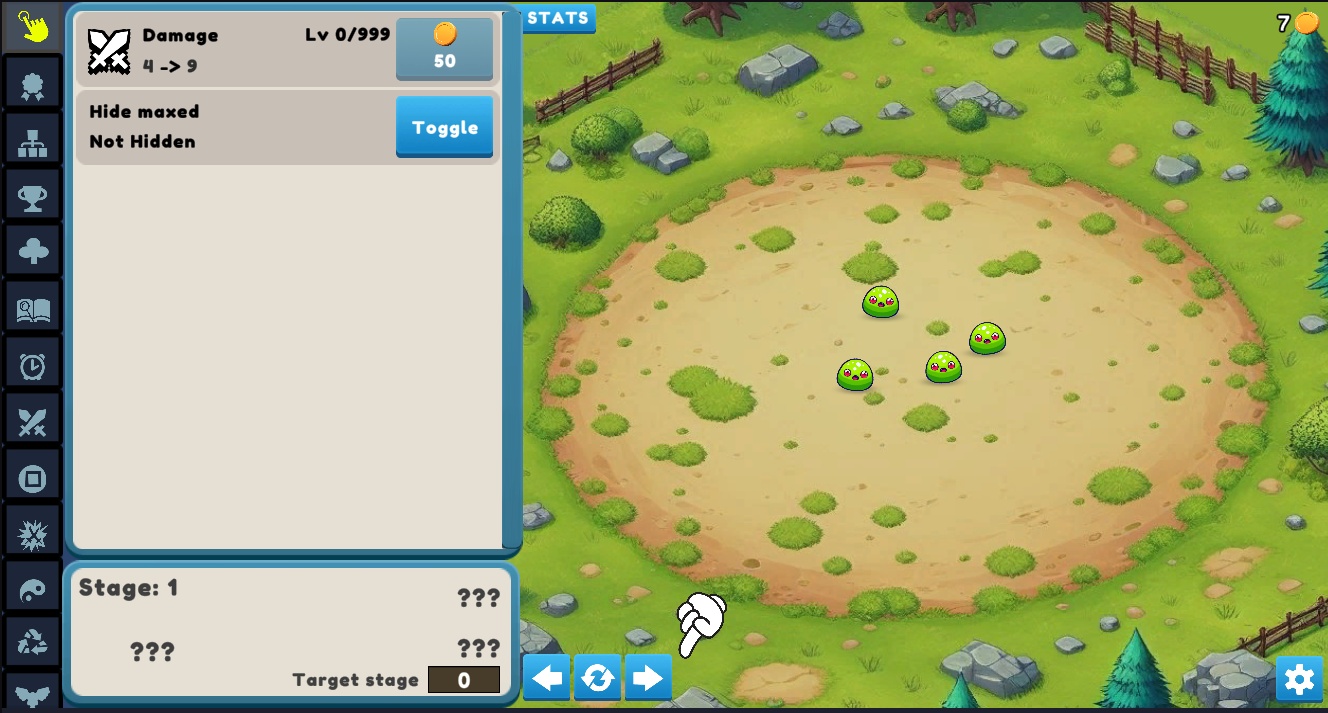 STATS
7
Damage
Lv 0/999
4 -> 9
50
Hide maxed
Not Hidden
Toggle
Stage: 1
???
???
???
Target stage
0